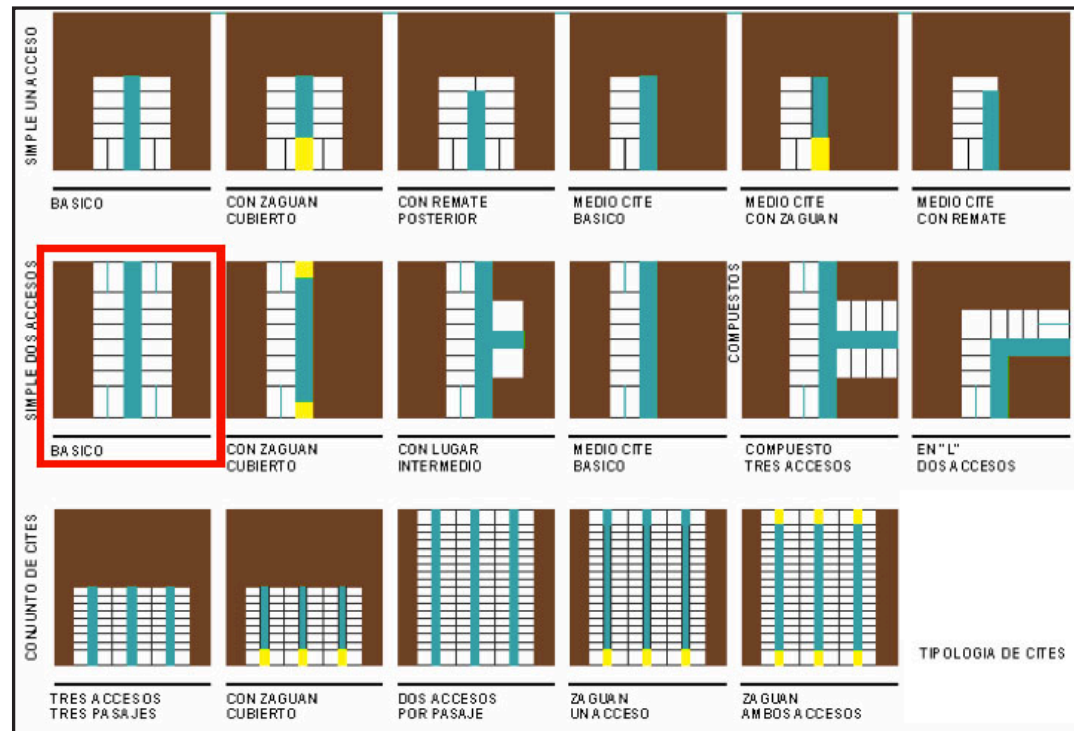 SIMPLE UN ACCESO
BASICO
CON ZAGUAN
CUBIERTO
CON REMATE
POSTERIOR
MEDIO CITE
BASICO
MEDIO CITE
CON ZAGUAN
MEDIO CITE
CON REMATE
SIMPLE DOS ACCESOS
BASICO
CON ZAGUAN
CUBIERTO
CON LUGAR
INTERMEDIO
MEDIO CITE
BASICO
COMPUESTOS
COMPUESTO
TRES ACCESOS
EN "L"
DOS ACCESOS
CONJUNTO DE CITES
TRES ACCESOS
TRES PASAJES
CON ZAGUAN
CUBIERTO
DOS ACCESOS
POR PASAJE
ZAGUAN
UN ACCESO
ZAGUAN
AMBOS ACCESOS
TIPOLOGIA DE CITES